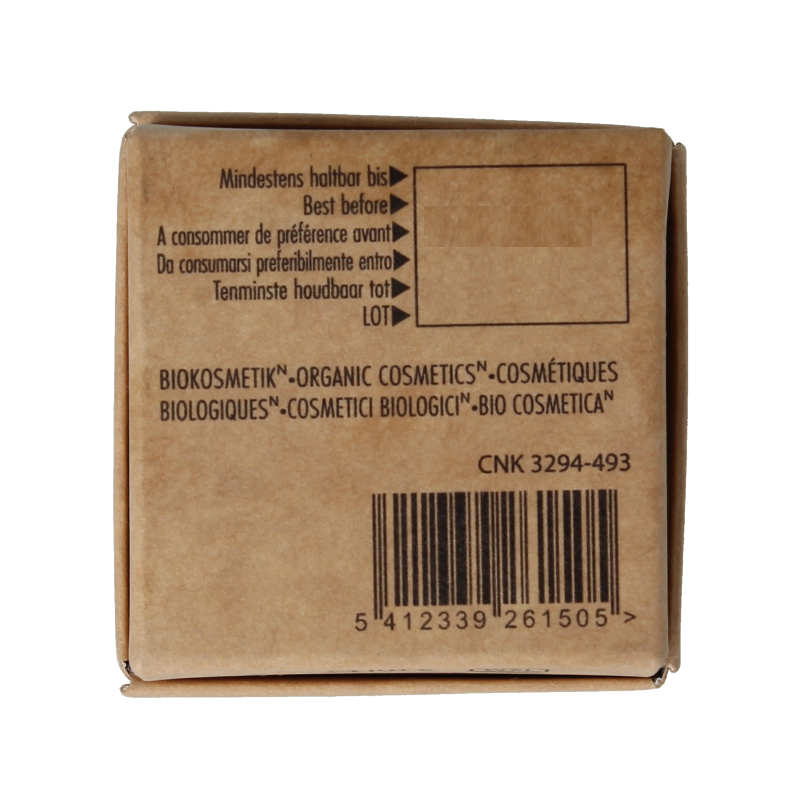 Mindestens haltbar bis▶
Best before▶
A consommer de préférence avant▶
Da consumarsi preferibilmente entro▶
Tenminste houdbaar tot▶
LOT▶
BIOKOSMETIKᴺ•ORGANIC COSMETICSᴺ•COSMÉTIQUES
BIOLOGIQUESᴺ•COSMETICI BIOLOGICIᴺ•BIO COSMETICAᴺ
CNK 3294-493
5 412339 261505 >